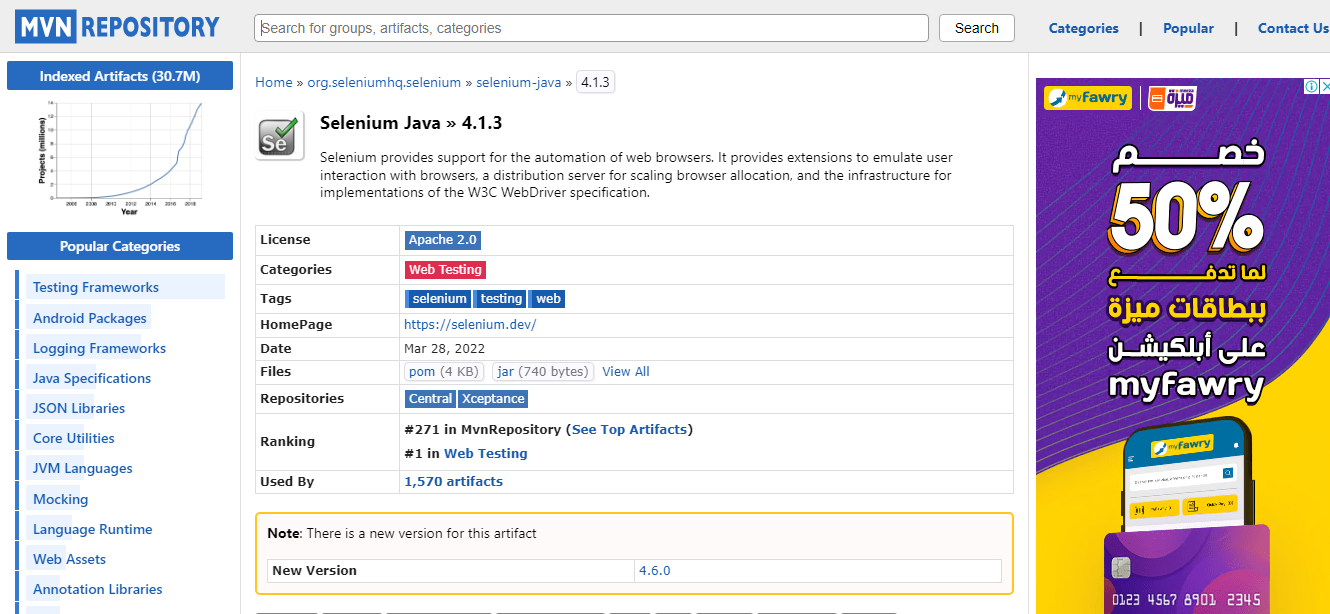 MVN REPOSITORY
Search for groups, artifacts, categories
Search
Categories | Popular | Contact Us
Indexed Artifacts (30.7M)
Projects (millions)
Year
Popular Categories
Testing Frameworks
Android Packages
Logging Frameworks
Java Specifications
JSON Libraries
Core Utilities
JVM Languages
Mocking
Language Runtime
Web Assets
Annotation Libraries
Home » org.seleniumhq.selenium » selenium-java » 4.1.3
Se
Selenium Java » 4.1.3
Selenium provides support for the automation of web browsers. It provides extensions to emulate user
interaction with browsers, a distribution server for scaling browser allocation, and the infrastructure for
implementations of the W3C WebDriver specification.
License Apache 2.0
Categories Web Testing
Tags selenium testing web
HomePage https://selenium.dev/
Date Mar 28, 2022
Files pom (4 KB) jar (740 bytes) View All
Repositories Central Xceptance
Ranking
#271 in MvnRepository (See Top Artifacts)
#1 in Web Testing
Used By 1,570 artifacts
Note: There is a new version for this artifact
New Version 4.6.0
myFawry
خصم
50%
لما تدفع
ببطاقات ميزة
على أبلكيشن
myfawry
myFawry
0123 4567 8901 2345